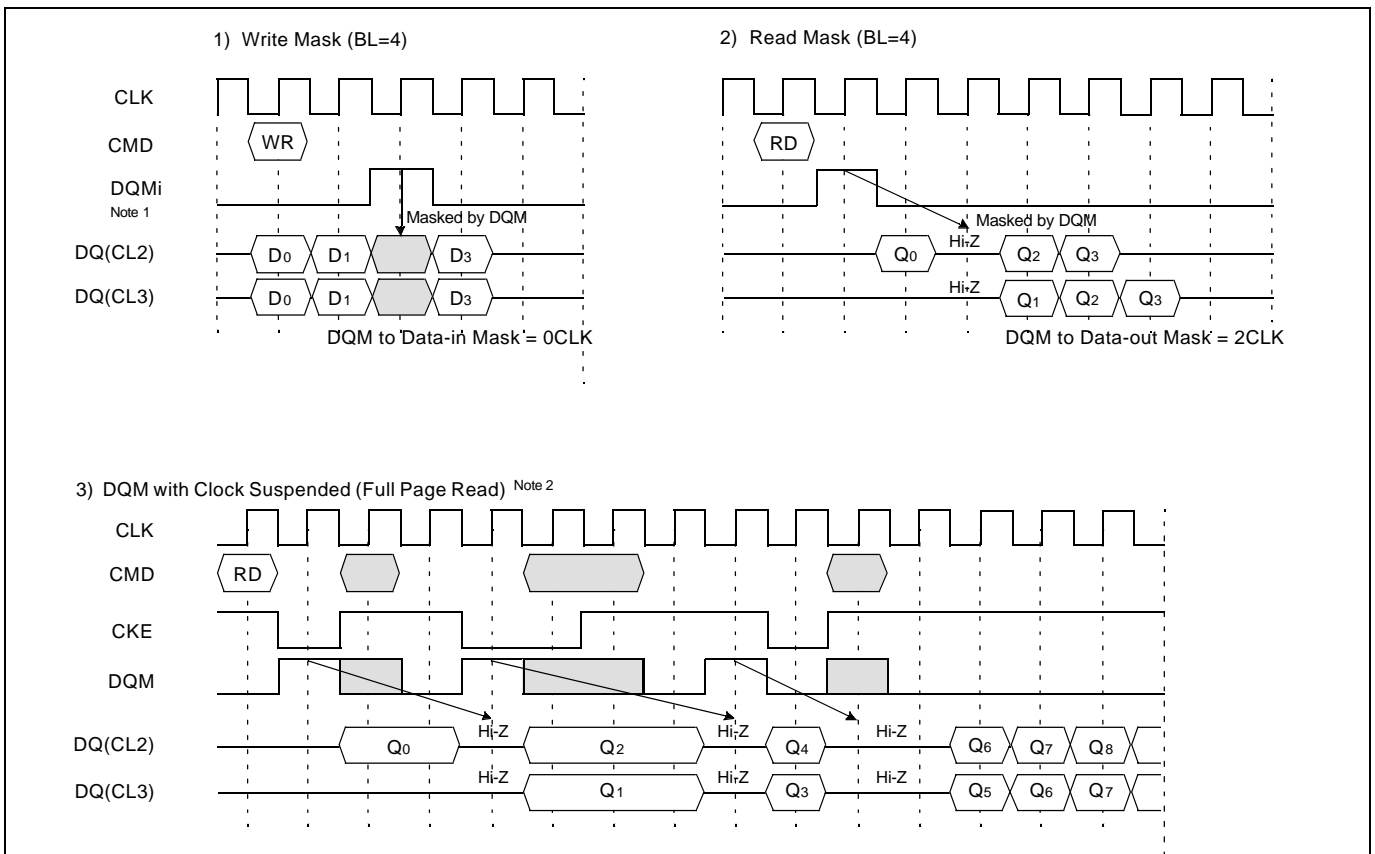 1) Write Mask (BL=4)
2) Read Mask (BL=4)
CLK
CMD
WR
RD
DQMi
Note 1
Masked by DQM
Masked by DQM
DQ(CL2)
D0 D1 D3
Q0 Hi-Z Q2 Q3
DQ(CL3)
D0 D1 D3
Hi-Z Q1 Q2 Q3
DQM to Data-in Mask = 0CLK
DQM to Data-out Mask = 2CLK
3) DQM with Clock Suspended (Full Page Read) Note 2
CLK
CMD
RD
CKE
DQM
DQ(CL2)
Q0 Hi-Z Q2 Hi-Z Q4 Hi-Z Q6 Q7 Q8
DQ(CL3)
Hi-Z Q1 Hi-Z Q3 Hi-Z Q5 Q6 Q7